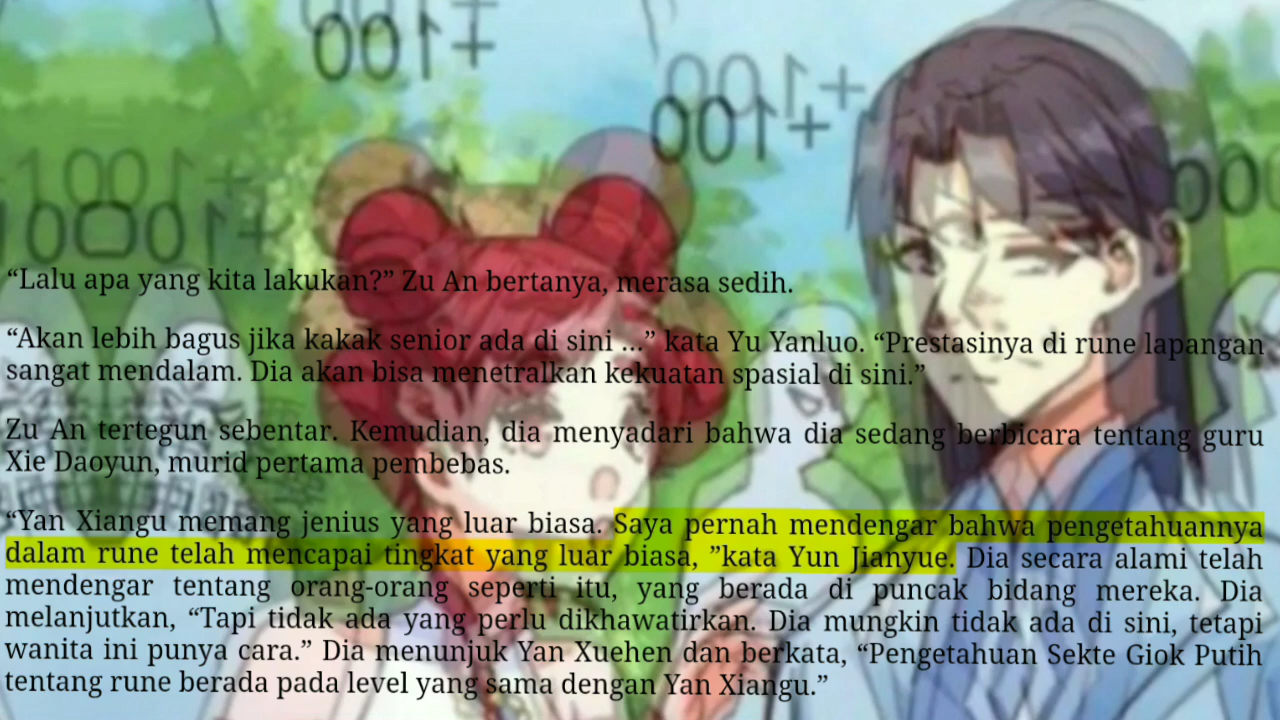 +100
+100
+100
+100
+1000
“Lalu apa yang kita lakukan?” Zu An bertanya, merasa sedih.
“Akan lebih bagus jika kakak senior ada di sini ...” kata Yu Yanluo. “Prestasinya di rune lapangan
sangat mendalam. Dia akan bisa menetralkan kekuatan spasial di sini.”
Zu An tertegun sebentar. Kemudian, dia menyadari bahwa dia sedang berbicara tentang guru
Xie Daoyun, murid pertama pembebas.
“Yan Xiangu memang jenius yang luar biasa. Saya pernah mendengar bahwa pengetahuannya
dalam rune telah mencapai tingkat yang luar biasa, ”kata Yun Jianyue. Dia secara alami telah
mendengar tentang orang-orang seperti itu, yang berada di puncak bidang mereka. Dia
melanjutkan, “Tapi tidak ada yang perlu dikhawatirkan. Dia mungkin tidak ada di sini, tetapi
wanita ini punya cara.” Dia menunjuk Yan Xuehen dan berkata, “Pengetahuan Sekte Giok Putih
tentang rune berada pada level yang sama dengan Yan Xiangu.”